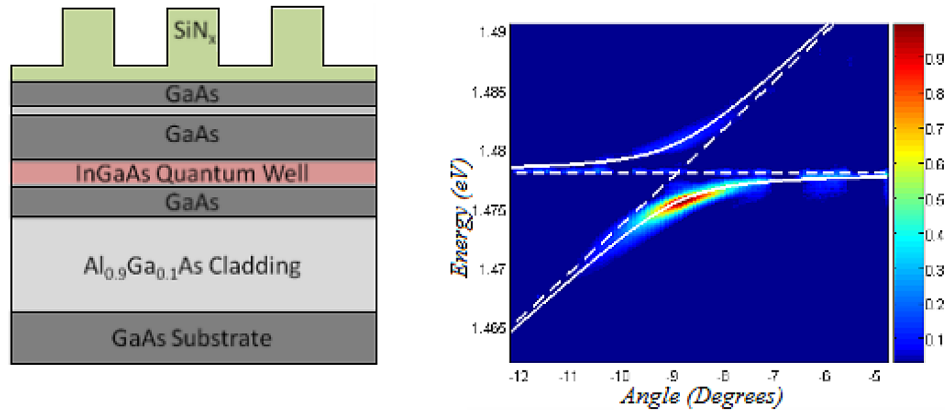 SiNₓ
GaAs
GaAs
InGaAs Quantum Well
GaAs
Al₀.₉Ga₀.₁As Cladding
GaAs Substrate
Energy (eV)
1.49
1.485
1.48
1.475
1.47
1.465
-12 -11 -10 -9 -8 -7 -6 -5
Angle (Degrees)
0.9
0.8
0.7
0.6
0.5
0.4
0.3
0.2
0.1